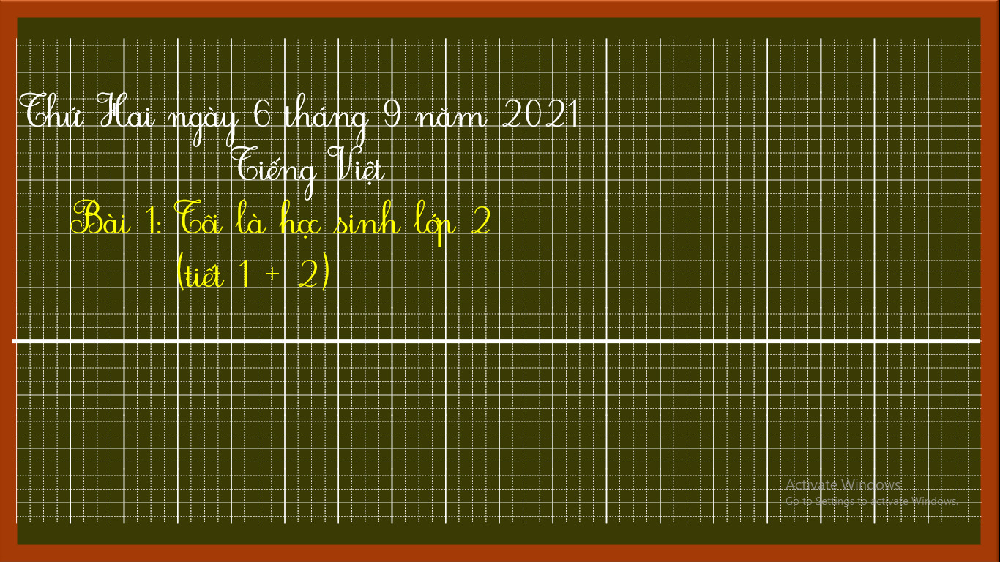 Thứ Hai ngày 6 tháng 9 năm 2021
Tiếng Việt
Bài 1: Tôi là học sinh lớp 2
(tiết 1 + 2)
Activate Windows
Go to Settings to activate Windows.